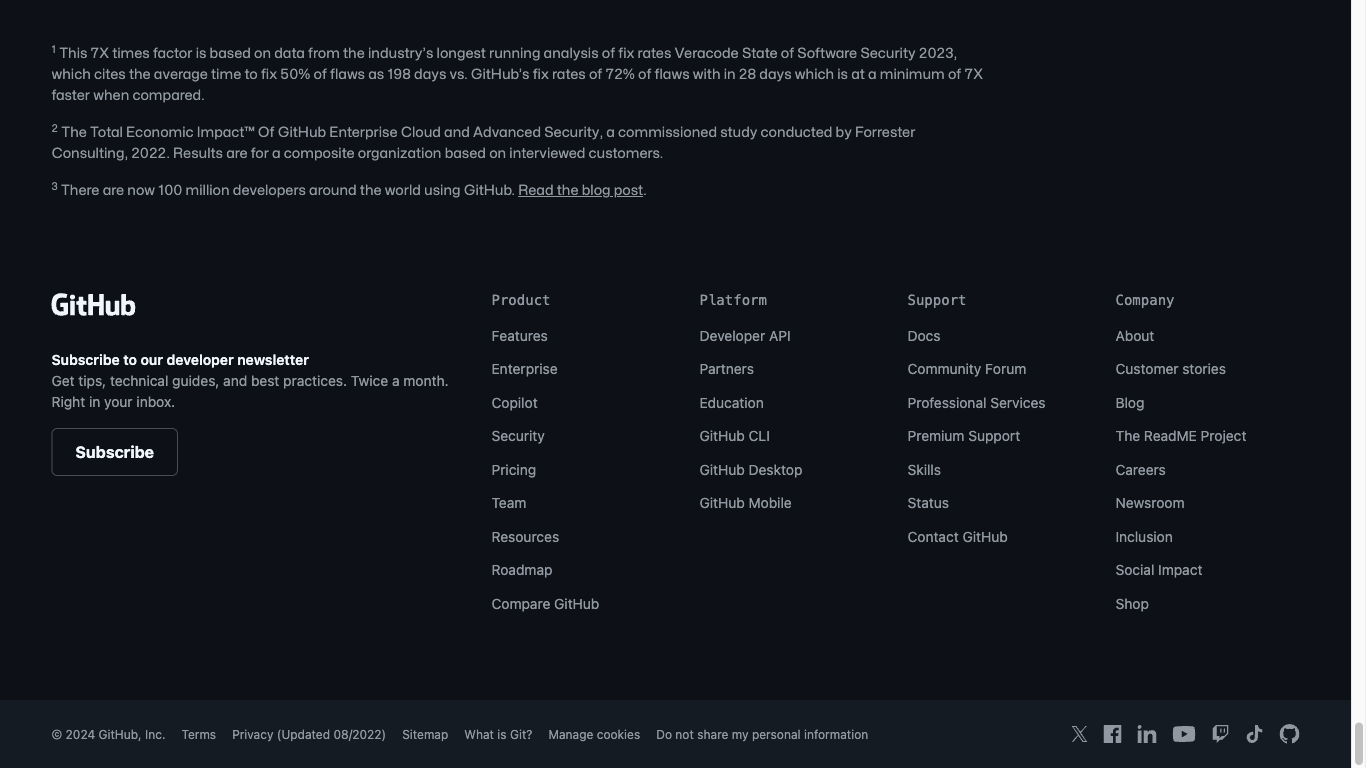 ¹ This 7X times factor is based on data from the industry's longest running analysis of fix rates Veracode State of Software Security 2023,
which cites the average time to fix 50% of flaws as 198 days vs. GitHub's fix rates of 72% of flaws with in 28 days which is at a minimum of 7X
faster when compared.
² The Total Economic Impact™ Of GitHub Enterprise Cloud and Advanced Security, a commissioned study conducted by Forrester
Consulting, 2022. Results are for a composite organization based on interviewed customers.
³ There are now 100 million developers around the world using GitHub. Read the blog post.
GitHub
Subscribe to our developer newsletter
Get tips, technical guides, and best practices. Twice a month.
Right in your inbox.
Subscribe
Product
Features
Enterprise
Copilot
Security
Pricing
Team
Resources
Roadmap
Compare GitHub
Platform
Developer API
Partners
Education
GitHub CLI
GitHub Desktop
GitHub Mobile
Support
Docs
Community Forum
Professional Services
Premium Support
Skills
Status
Contact GitHub
Company
About
Customer stories
Blog
The ReadME Project
Careers
Newsroom
Inclusion
Social Impact
Shop
© 2024 GitHub, Inc. Terms Privacy (Updated 08/2022) Sitemap What is Git? Manage cookies Do not share my personal information